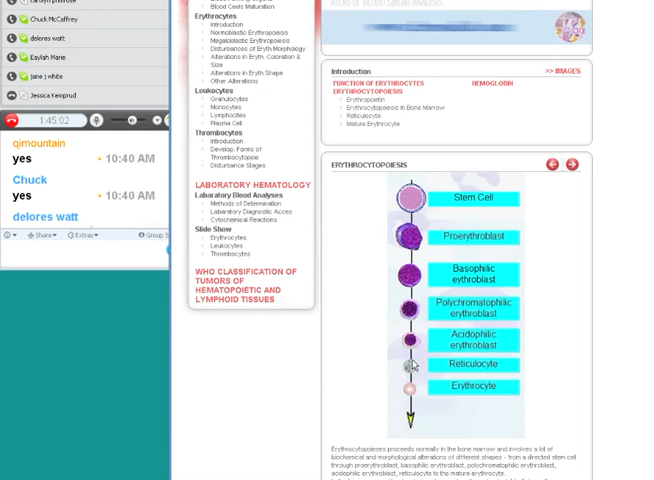 Chuck McCaffrey
delores watt
Eaylah Marie
jane j white
Jessica Kemprud
1:45:02
qimountain
yes
10:40 AM
Chuck
yes
10:40 AM
delores watt
Share
Extras
Group S
Blood Cells Maturation
Erythrocytes
Introduction
Normoblastic Erythropoiesis
Megaloblastic Erythropoiesis
Disturbances of Eryth Morphology
Alterations in Eryth. Coloration &
Size
Alterations in Eryth Shape
Other Alterations
Leukocytes
Granulocytes
Monocytes
Lymphocytes
Plasme Cell
Thrombocytes
Introduction
Develop. Forms of
Thrombocytopoie
Disturbance Stages
LABORATORY HEMATOLOGY
Labaratory Blood Analyses
Methods of Determination
Laboratory Diagnostic Acces
Cytochemical Reactions
Slide Show
Erythrocytes
Leukocytes
Thrombocytes
WHO CLASSIFICATION OF
TUMORS OF
HEMATOPOIETIC AND
LYMPHOID TISSUES
ATLAS OF BLOOD SMEAR ANALYSIS
Introduction
>> IMAGES
FUNCTION OF ERYTHROCYTES
HEMOGLOBIN
ERYTHROCYTOPOIESIS
Erythropoietin
Erythrocytopoiesis in Bone Marrow
Reticulocyte
Mature Erythrocyte
ERYTHROCYTOPOIESIS
Stem Cell
Proerythroblast
Basophilic
eythroblast
Polychromatophilic
erythroblast
Acidophilic
erythroblast
Reticulocyte
Erythrocyte
Erythrocytopoieses proceeds normally in the bone marrow and involves a lot of
biochemical and morphological alterations of different shapes - from a directed stem cell
through proerythroblast, basophilic erythroblast, polychromatophilic erythroblast,
acidophilic erythroblast, reticulocyte to the mature erythrocyte.